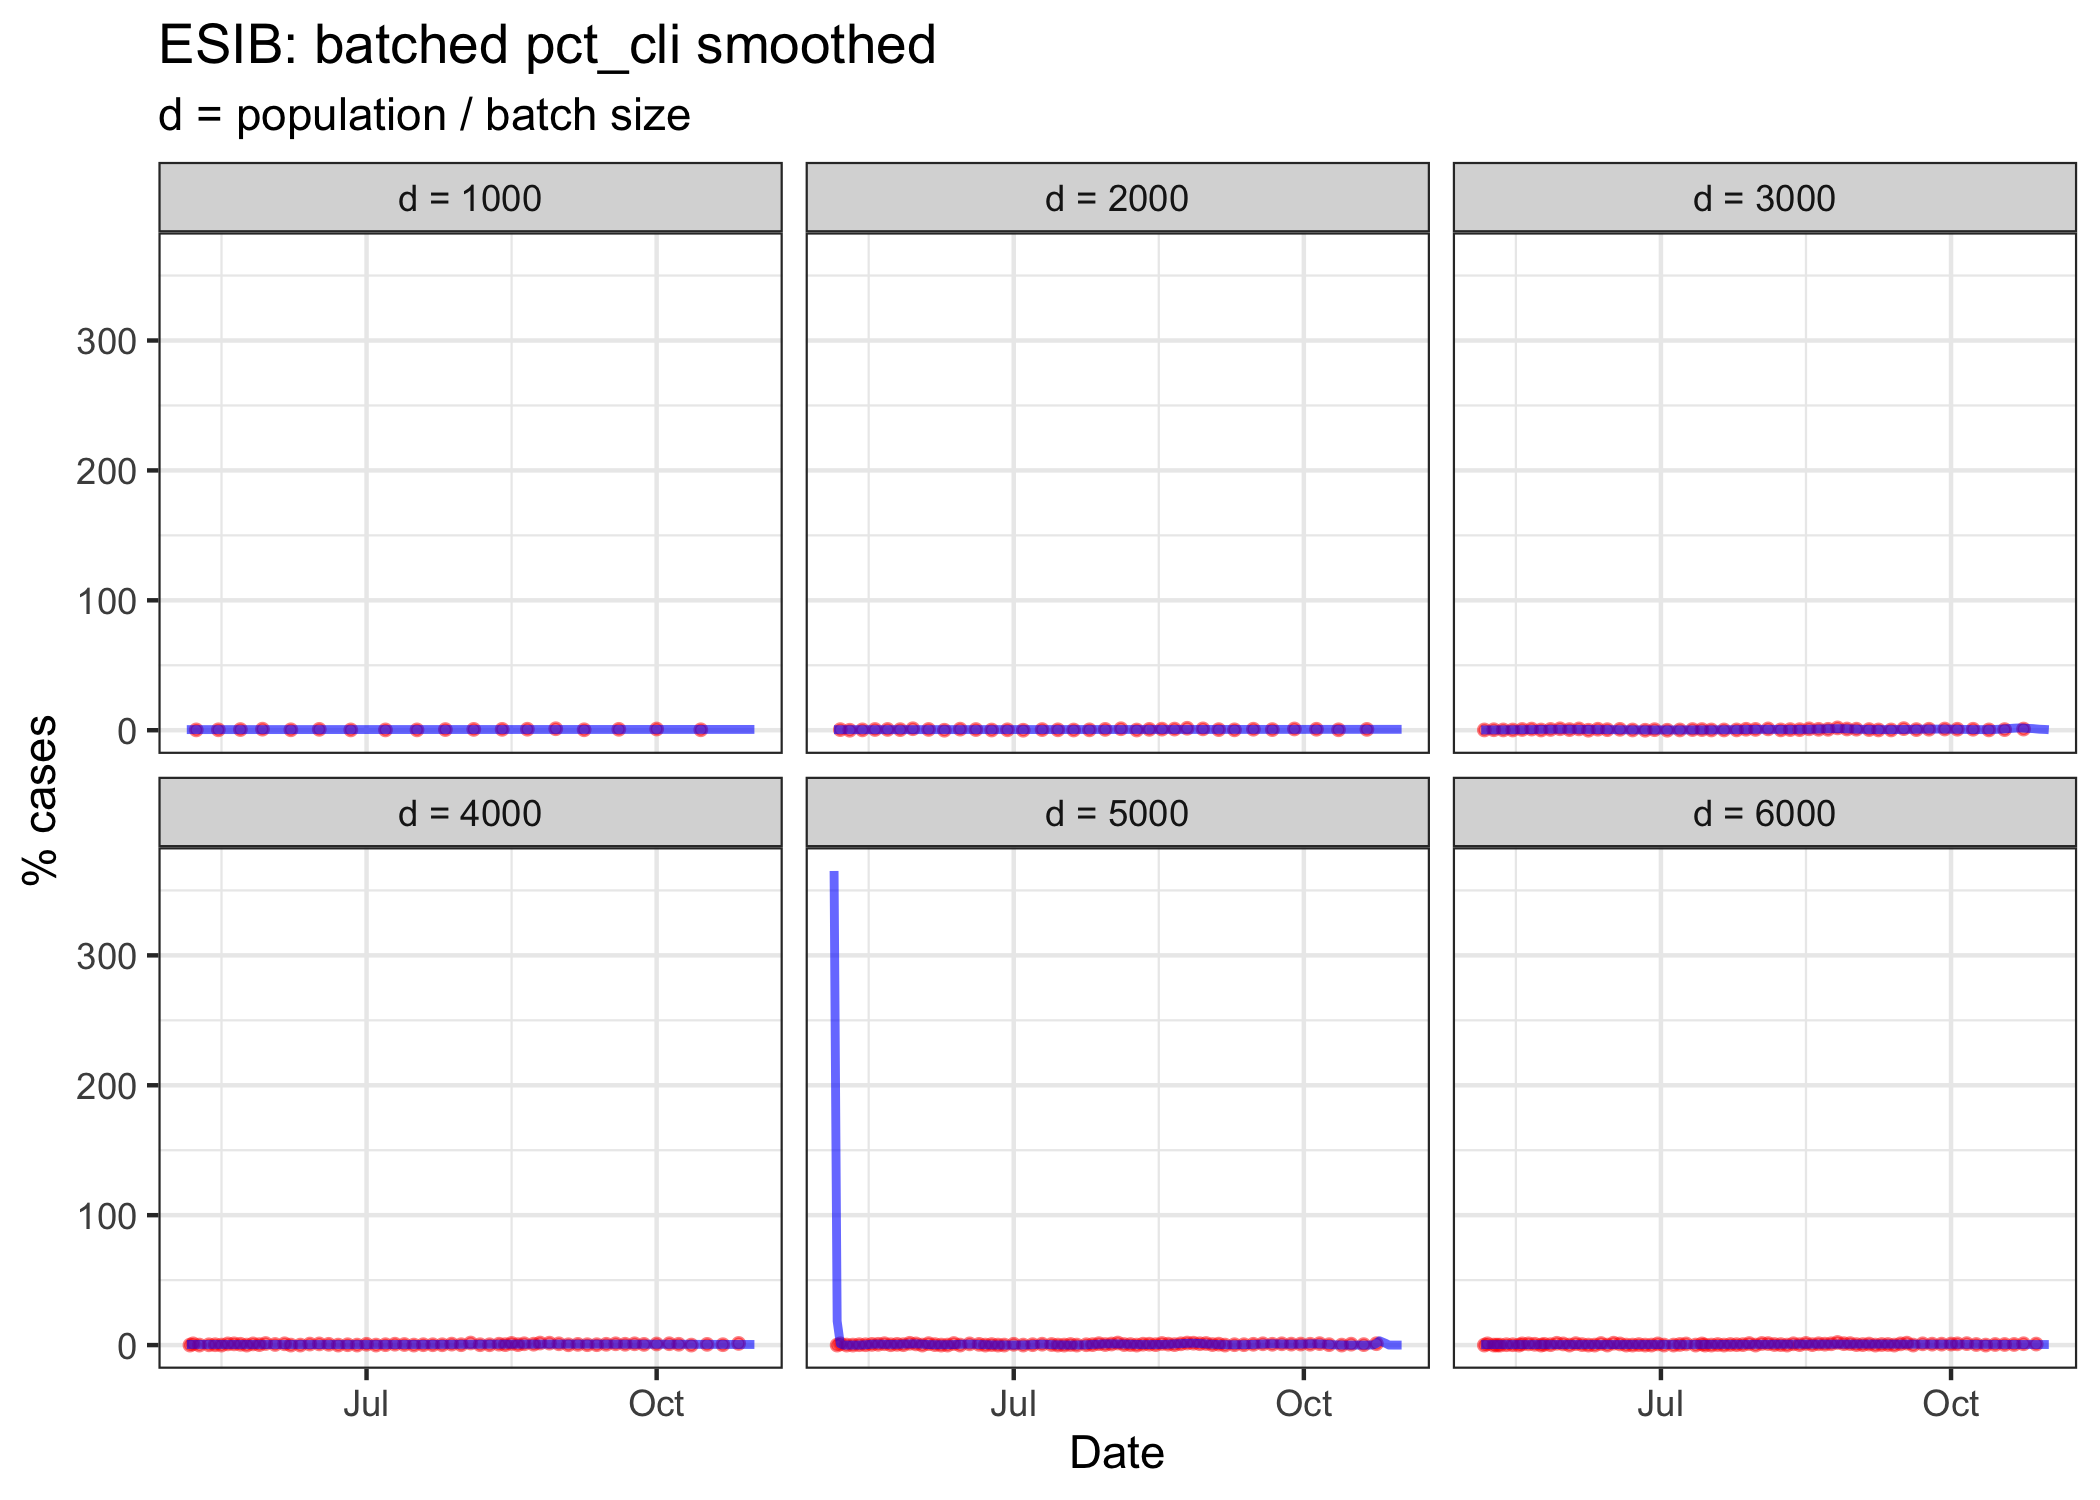 ESIB: batched pct_cli smoothed
d = population / batch size
d = 1000
d = 2000
d = 3000
300
200
100
0
% cases
d = 4000
d = 5000
d = 6000
300
200
100
0
Jul
Oct
Jul
Oct
Jul
Oct
Date